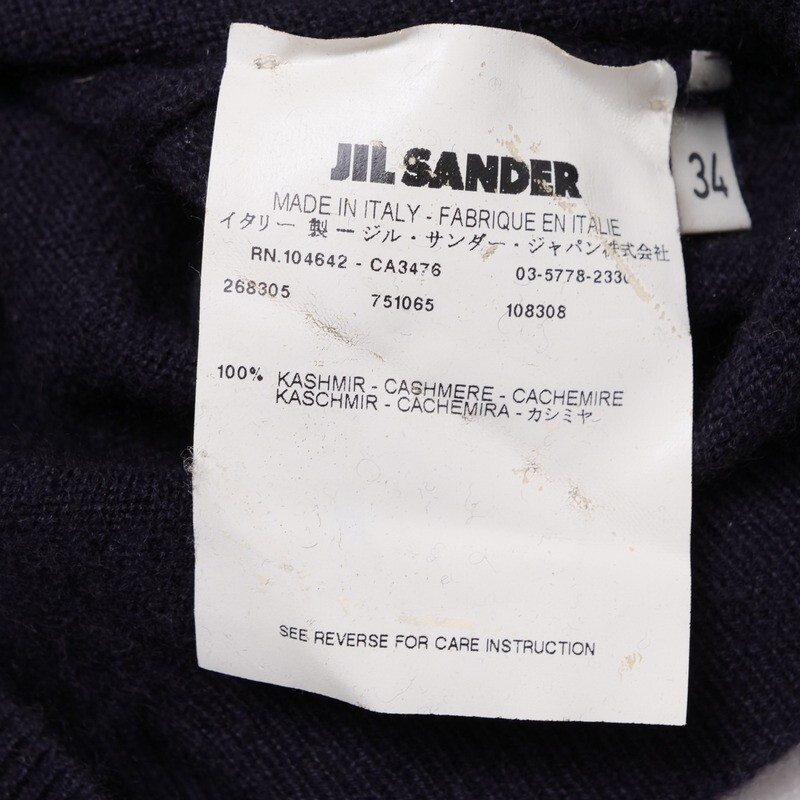 JIL SANDER
34
MADE IN ITALY - FABRIQUE EN ITALIE
イタリー 製 ー ジル・サンダー・ジャパン株式会社
RN.104642 - CA3476 03-5778-2330
268305 751065 108308
100% KASHMIR - CASHMERE - CACHEMIRE
KASCHMIR - CACHEMIRA - カシミヤ
SEE REVERSE FOR CARE INSTRUCTION